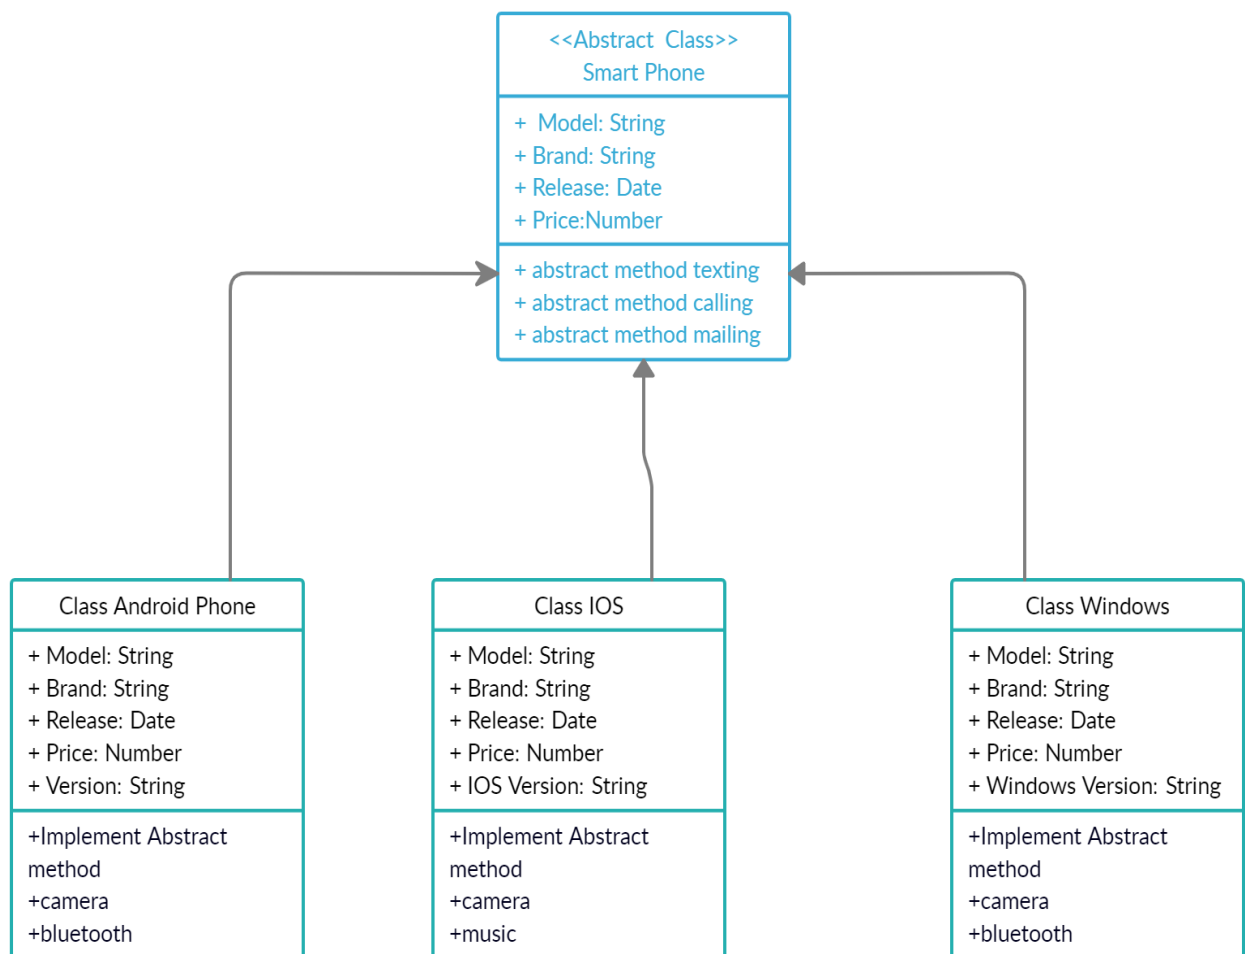 <<Abstract  Class>>
Smart Phone
+  Model: String
+ Brand: String
+ Release: Date
+ Price:Number
+ abstract method texting
+ abstract method calling
+ abstract method mailing
Class Android Phone
+ Model: String
+ Brand: String
+ Release: Date
+ Price: Number
+ Version: String
+Implement Abstract
method
+camera
+bluetooth
Class IOS
+ Model: String
+ Brand: String
+ Release: Date
+ Price: Number
+ IOS Version: String
+Implement Abstract
method
+camera
+music
Class Windows
+ Model: String
+ Brand: String
+ Release: Date
+ Price: Number
+ Windows Version: String
+Implement Abstract
method
+camera
+bluetooth